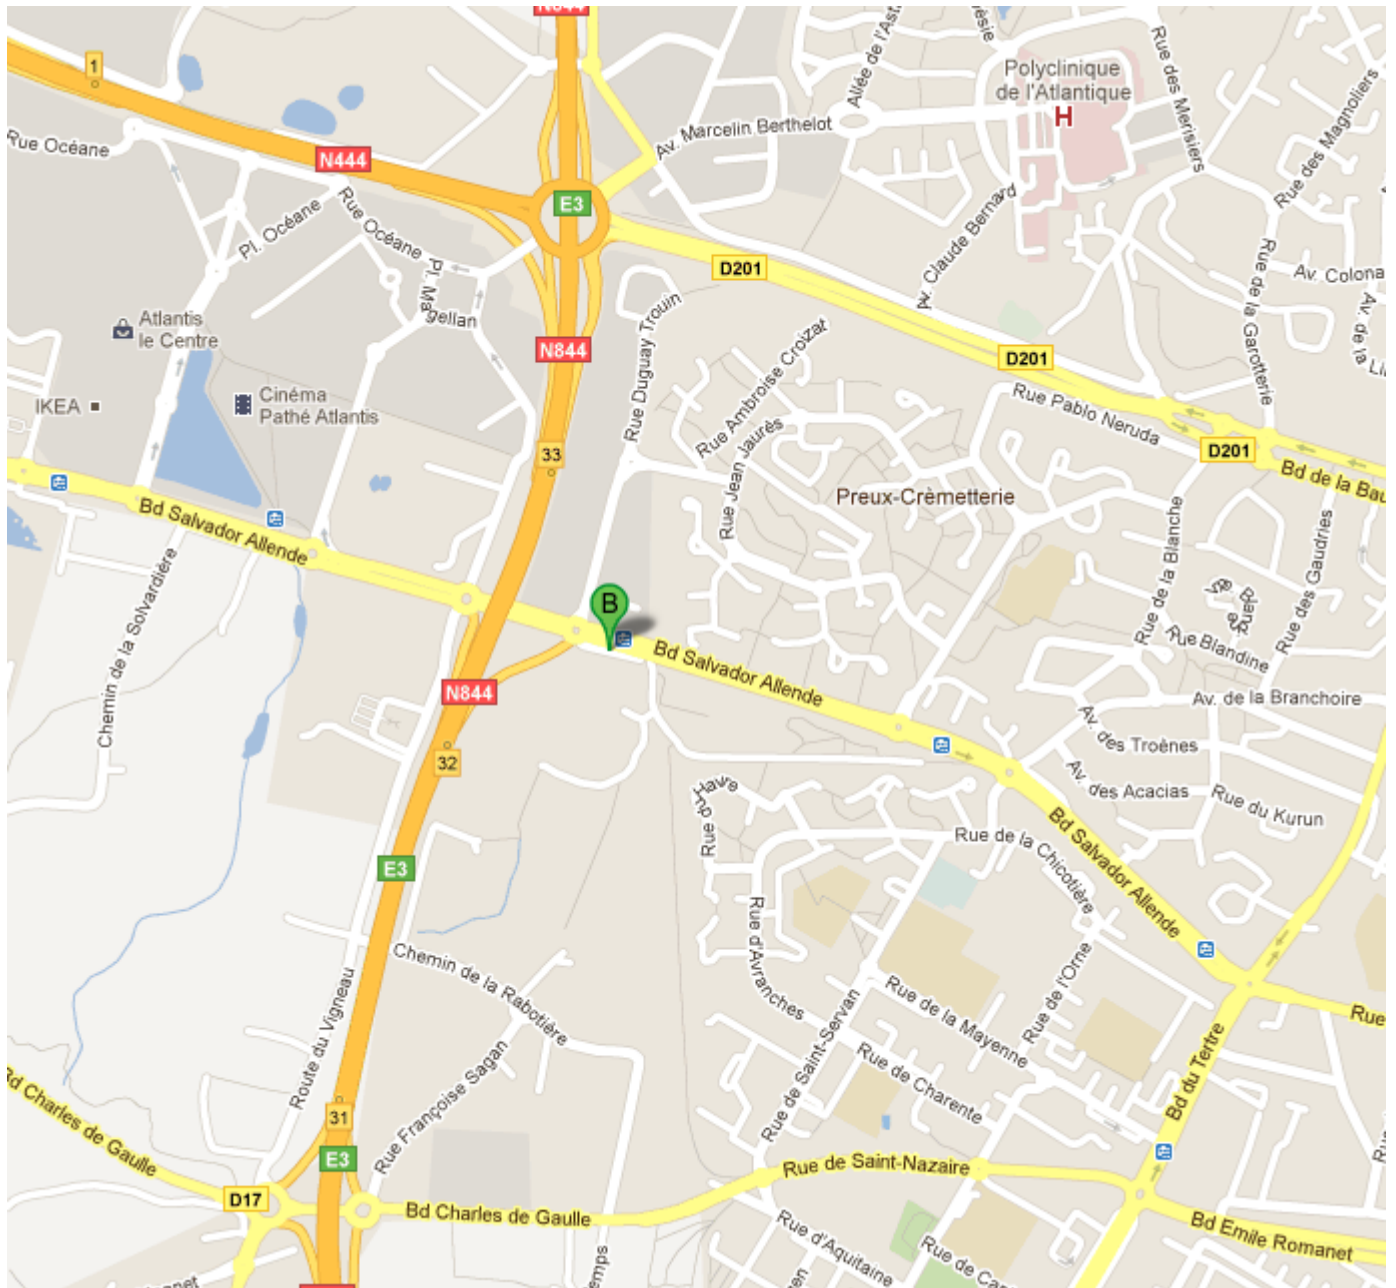 N844
1
Rue Océane
N444
Av. Marcelin Berthelot
Polyclinique
de l'Atlantique
H
Rue des Merisiers
Rue des Magnoliers
E3
Pl. Océane
Rue Océane
Pl. Magellan
D201
Av. Claude Bernard
Rue de la Garotterie
Av. Colona
Av. de la
Atlantis
le Centre
N844
Rue Duguay Trouin
Rue Ambroise Croizat
Rue Jean Jaurès
D201
Rue Pablo Neruda
IKEA
Cinéma
Pathé Atlantis
33
D201
Bd de la Bau
Preux-Crèmetterie
Bd Salvador Allende
Chemin de la Solvardière
Rue de la Blanche
Rue des Gaudries
Rue Blandine
B
Bd Salvador Allende
N844
Av. de la Branchoire
Av. des Troènes
32
Av. des Acacias
Rue du Kurun
Rue du Havre
Rue de la Chicotière
Bd Salvador Allende
E3
Rue d'Avranches
Chemin de la Rabotière
Rue de l'Orne
Rue de la Mayenne
Rue
Route du Vigneau
Rue de Saint-Servan
Rue de Charente
Bd du Tertre
Rue Françoise Sagan
Bd Charles de Gaulle
31
E3
Rue de Saint-Nazaire
D17
Bd Charles de Gaulle
Rue d'Aquitaine
Bd Emile Romanet